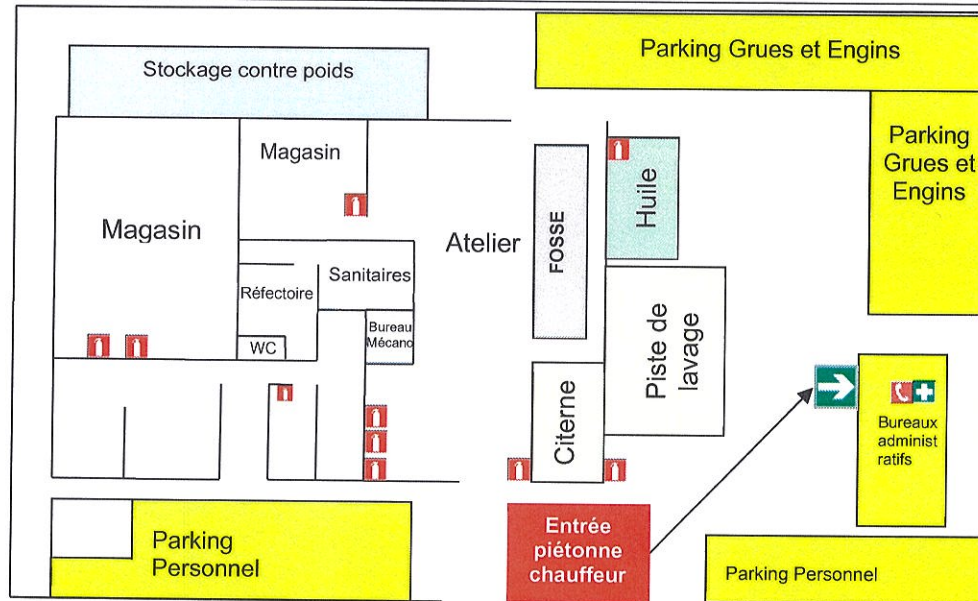 Stockage contre poids
Parking Grues et Engins
Parking
Grues et
Engins
Magasin
Magasin
Atelier
FOSSE
Huile
Sanitaires
Réfectoire
Bureau
Mécano
WC
Piste de
lavage
Citerne
Bureaux
administ
ratifs
Entrée
piétonne
chauffeur
Parking
Personnel
Parking Personnel